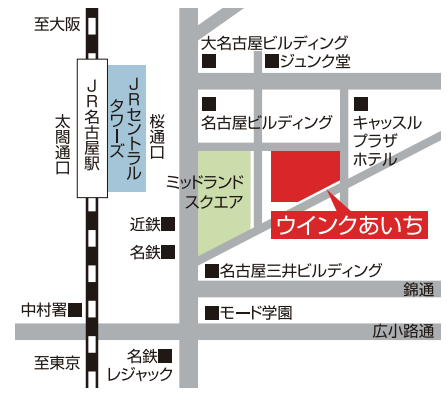 至大阪
大名古屋ビルディング
ジュンク堂
JR名古屋駅
JRセントラル
タワーズ
桜通口
太閤通口
名古屋ビルディング
キャッスル
プラザ
ホテル
ミッドランド
スクエア
ウインクあいち
近鉄
名鉄
名古屋三井ビルディング
錦通
中村署
モード学園
広小路通
至東京
名鉄
レジャック